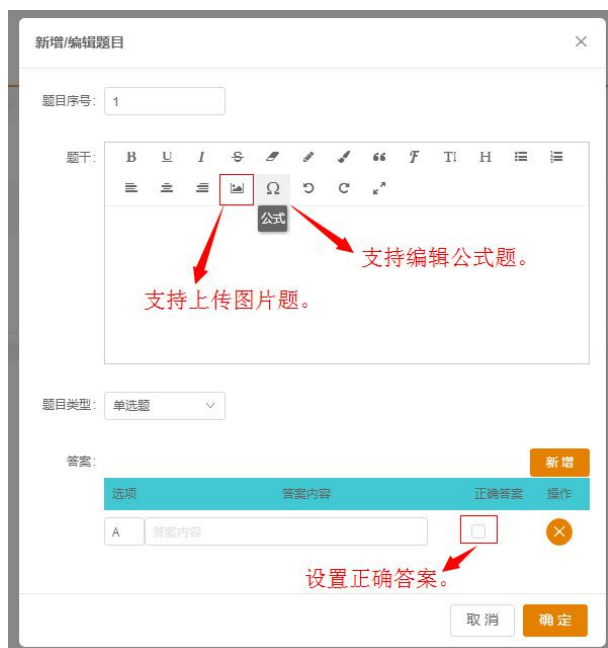 新增/编辑题目
题目序号: 1
题干: B U I S “ F TI H
Ω
公式
支持编辑公式题。
支持上传图片题。
题目类型: 单选题
答案:
新增
选项 答案内容 正确答案 操作
A 答案内容
设置正确答案。
取消 确定